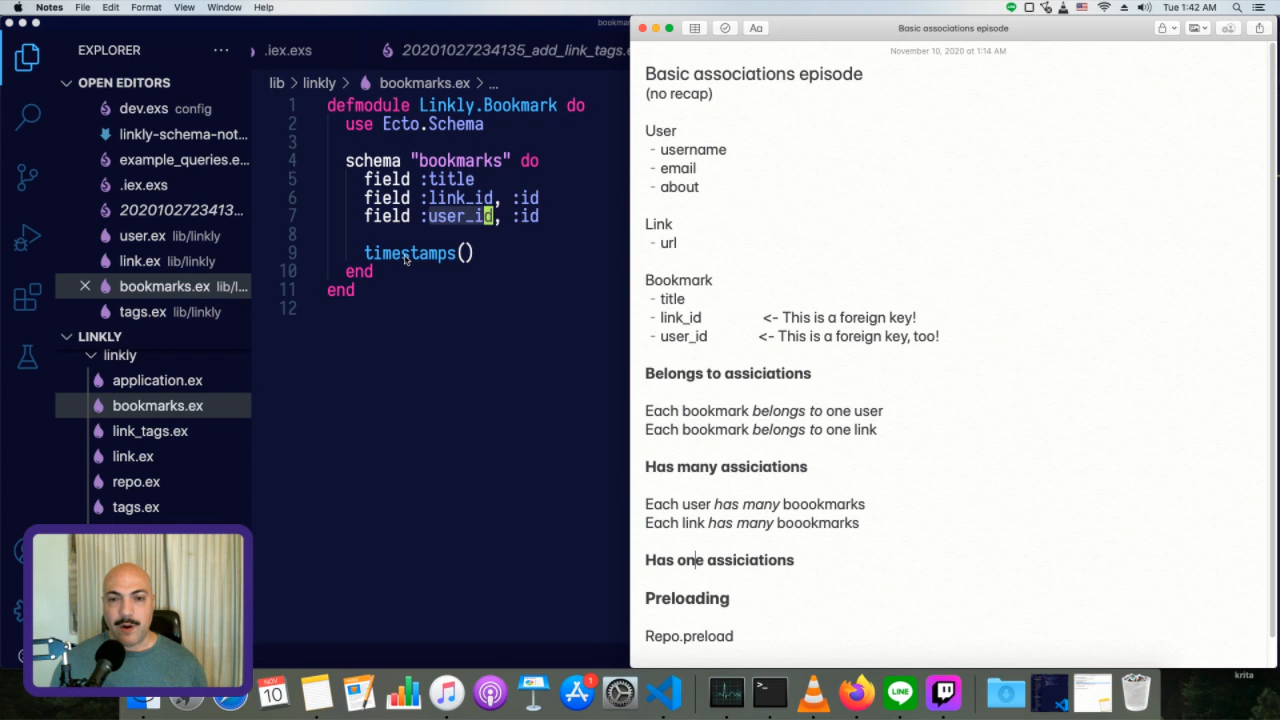 Notes File Edit Format View Window Help
Tue 1:42 AM
EXPLORER
OPEN EDITORS
dev.exs config
linkly-schema-not...
example_queries.e...
.iex.exs
2020102723413...
user.ex lib/linkly
link.ex lib/linkly
bookmarks.ex lib/l...
tags.ex lib/linkly
LINKLY
linkly
application.ex
bookmarks.ex
link_tags.ex
link.ex
repo.ex
tags.ex
bookma
.iex.exs 20201027234135_add_link_tags.e
lib > linkly > bookmarks.ex > ...
1 defmodule Linkly.Bookmark do
2 use Ecto.Schema
3
4 schema "bookmarks" do
5 field :title
6 field :link_id, :id
7 field :user_id, :id
8
9 timestamps()
10 end
11 end
12
Aa
Basic associations episode
November 10, 2020 at 1:14 AM
Basic associations episode
(no recap)
User
- username
- email
- about
Link
- url
Bookmark
- title
- link_id <- This is a foreign key!
- user_id <- This is a foreign key, too!
Belongs to assiciations
Each bookmark belongs to one user
Each bookmark belongs to one link
Has many assiciations
Each user has many boookmarks
Each link has many boookmarks
Has one assiciations
Preloading
Repo.preload
NOV
10
1
LINE
krita